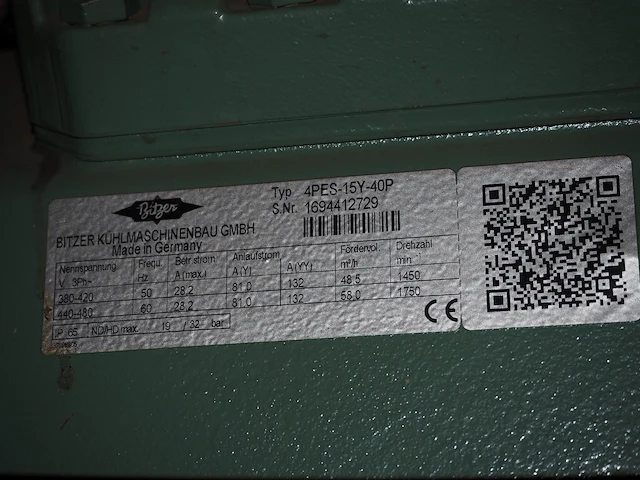 Bitzer
Typ 4PES-15Y-40P
S.Nr. 1694412729
BITZER KÜHLMASCHINENBAU GMBH
Made in Germany
Nennspannung Frequ. Betr strom Anlaufstrom Fördervol Drehzahl
V 3Ph~ Hz A (max.) A (Y) A (YY) m³/h min
380-420 50 28.2 81.0 132 48.5 1450
440-480 60 28.2 81.0 132 58.0 1750
IP 65 ND/HD max. 19 / 32 bar
CE